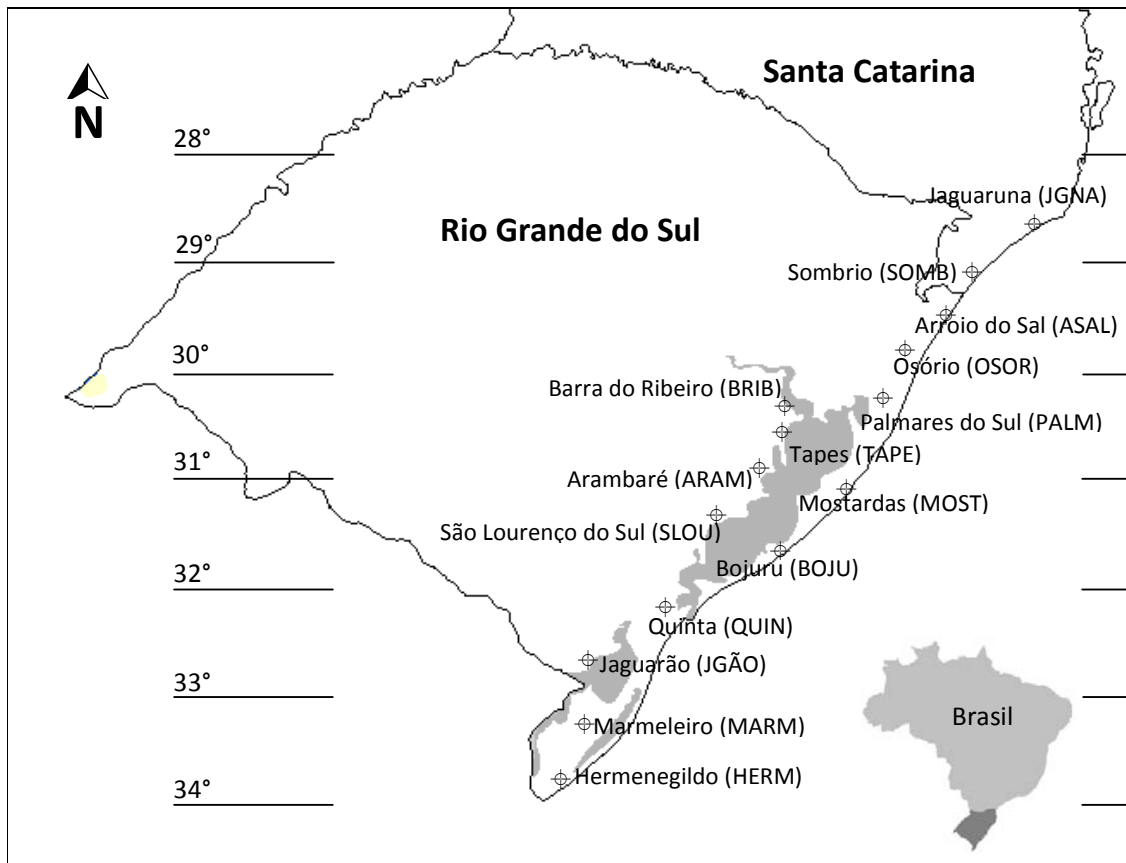 Santa Catarina
N
28°
Jaguaruna (JGNA)
Rio Grande do Sul
29°
Sombrio (SOMB)
Arroio do Sal (ASAL)
30°
Osório (OSOR)
Barra do Ribeiro (BRIB)
Palmares do Sul (PALM)
Tapes (TAPE)
31°
Arambaré (ARAM)
Mostardas (MOST)
São Lourenço do Sul (SLOU)
Bojuru (BOJU)
32°
Quinta (QUIN)
Jaguarão (JGÃO)
33°
Marmeleiro (MARM)
Brasil
Hermenegildo (HERM)
34°